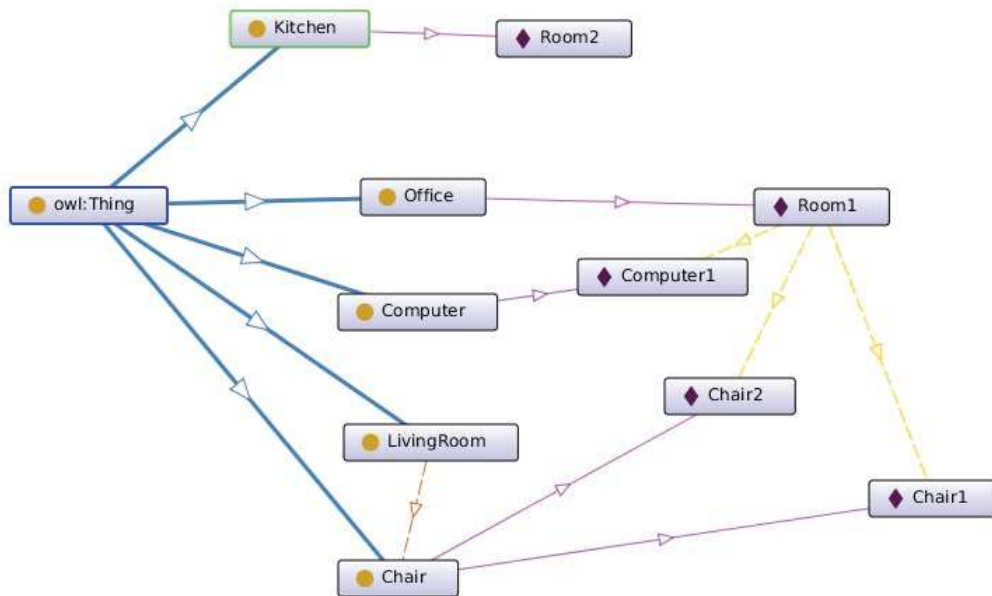 Kitchen
Room2
owl:Thing
Office
Room1
Computer1
Computer
Chair2
LivingRoom
Chair1
Chair